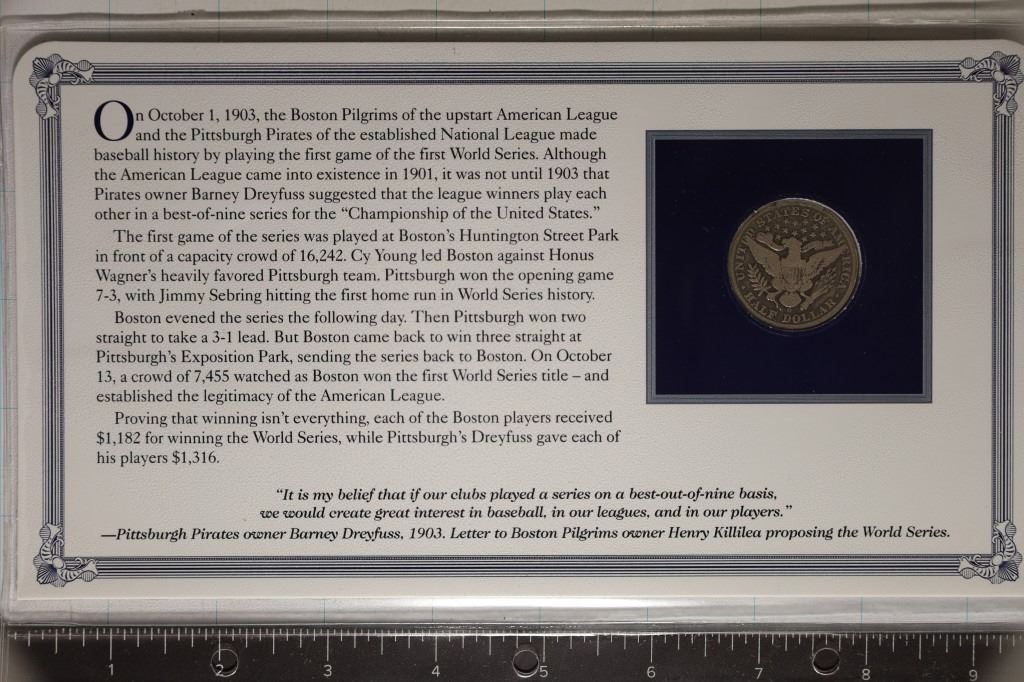 On October 1, 1903, the Boston Pilgrims of the upstart American League
and the Pittsburgh Pirates of the established National League made
baseball history by playing the first game of the first World Series. Although
the American League came into existence in 1901, it was not until 1903 that
Pirates owner Barney Dreyfuss suggested that the league winners play each
other in a best-of-nine series for the “Championship of the United States.”
The first game of the series was played at Boston’s Huntington Street Park
in front of a capacity crowd of 16,242. Cy Young led Boston against Honus
Wagner’s heavily favored Pittsburgh team. Pittsburgh won the opening game
7-3, with Jimmy Sebring hitting the first home run in World Series history.
Boston evened the series the following day. Then Pittsburgh won two
straight to take a 3-1 lead. But Boston came back to win three straight at
Pittsburgh’s Exposition Park, sending the series back to Boston. On October
13, a crowd of 7,455 watched as Boston won the first World Series title – and
established the legitimacy of the American League.
Proving that winning isn’t everything, each of the Boston players received
$1,182 for winning the World Series, while Pittsburgh’s Dreyfuss gave each of
his players $1,316.
UNITED STATES OF AMERICA
HALF DOLLAR
“It is my belief that if our clubs played a series on a best-out-of-nine basis,
we would create great interest in baseball, in our leagues, and in our players.”
—Pittsburgh Pirates owner Barney Dreyfuss, 1903. Letter to Boston Pilgrims owner Henry Killilea proposing the World Series.
1 2 3 4 5 6 7 8 9